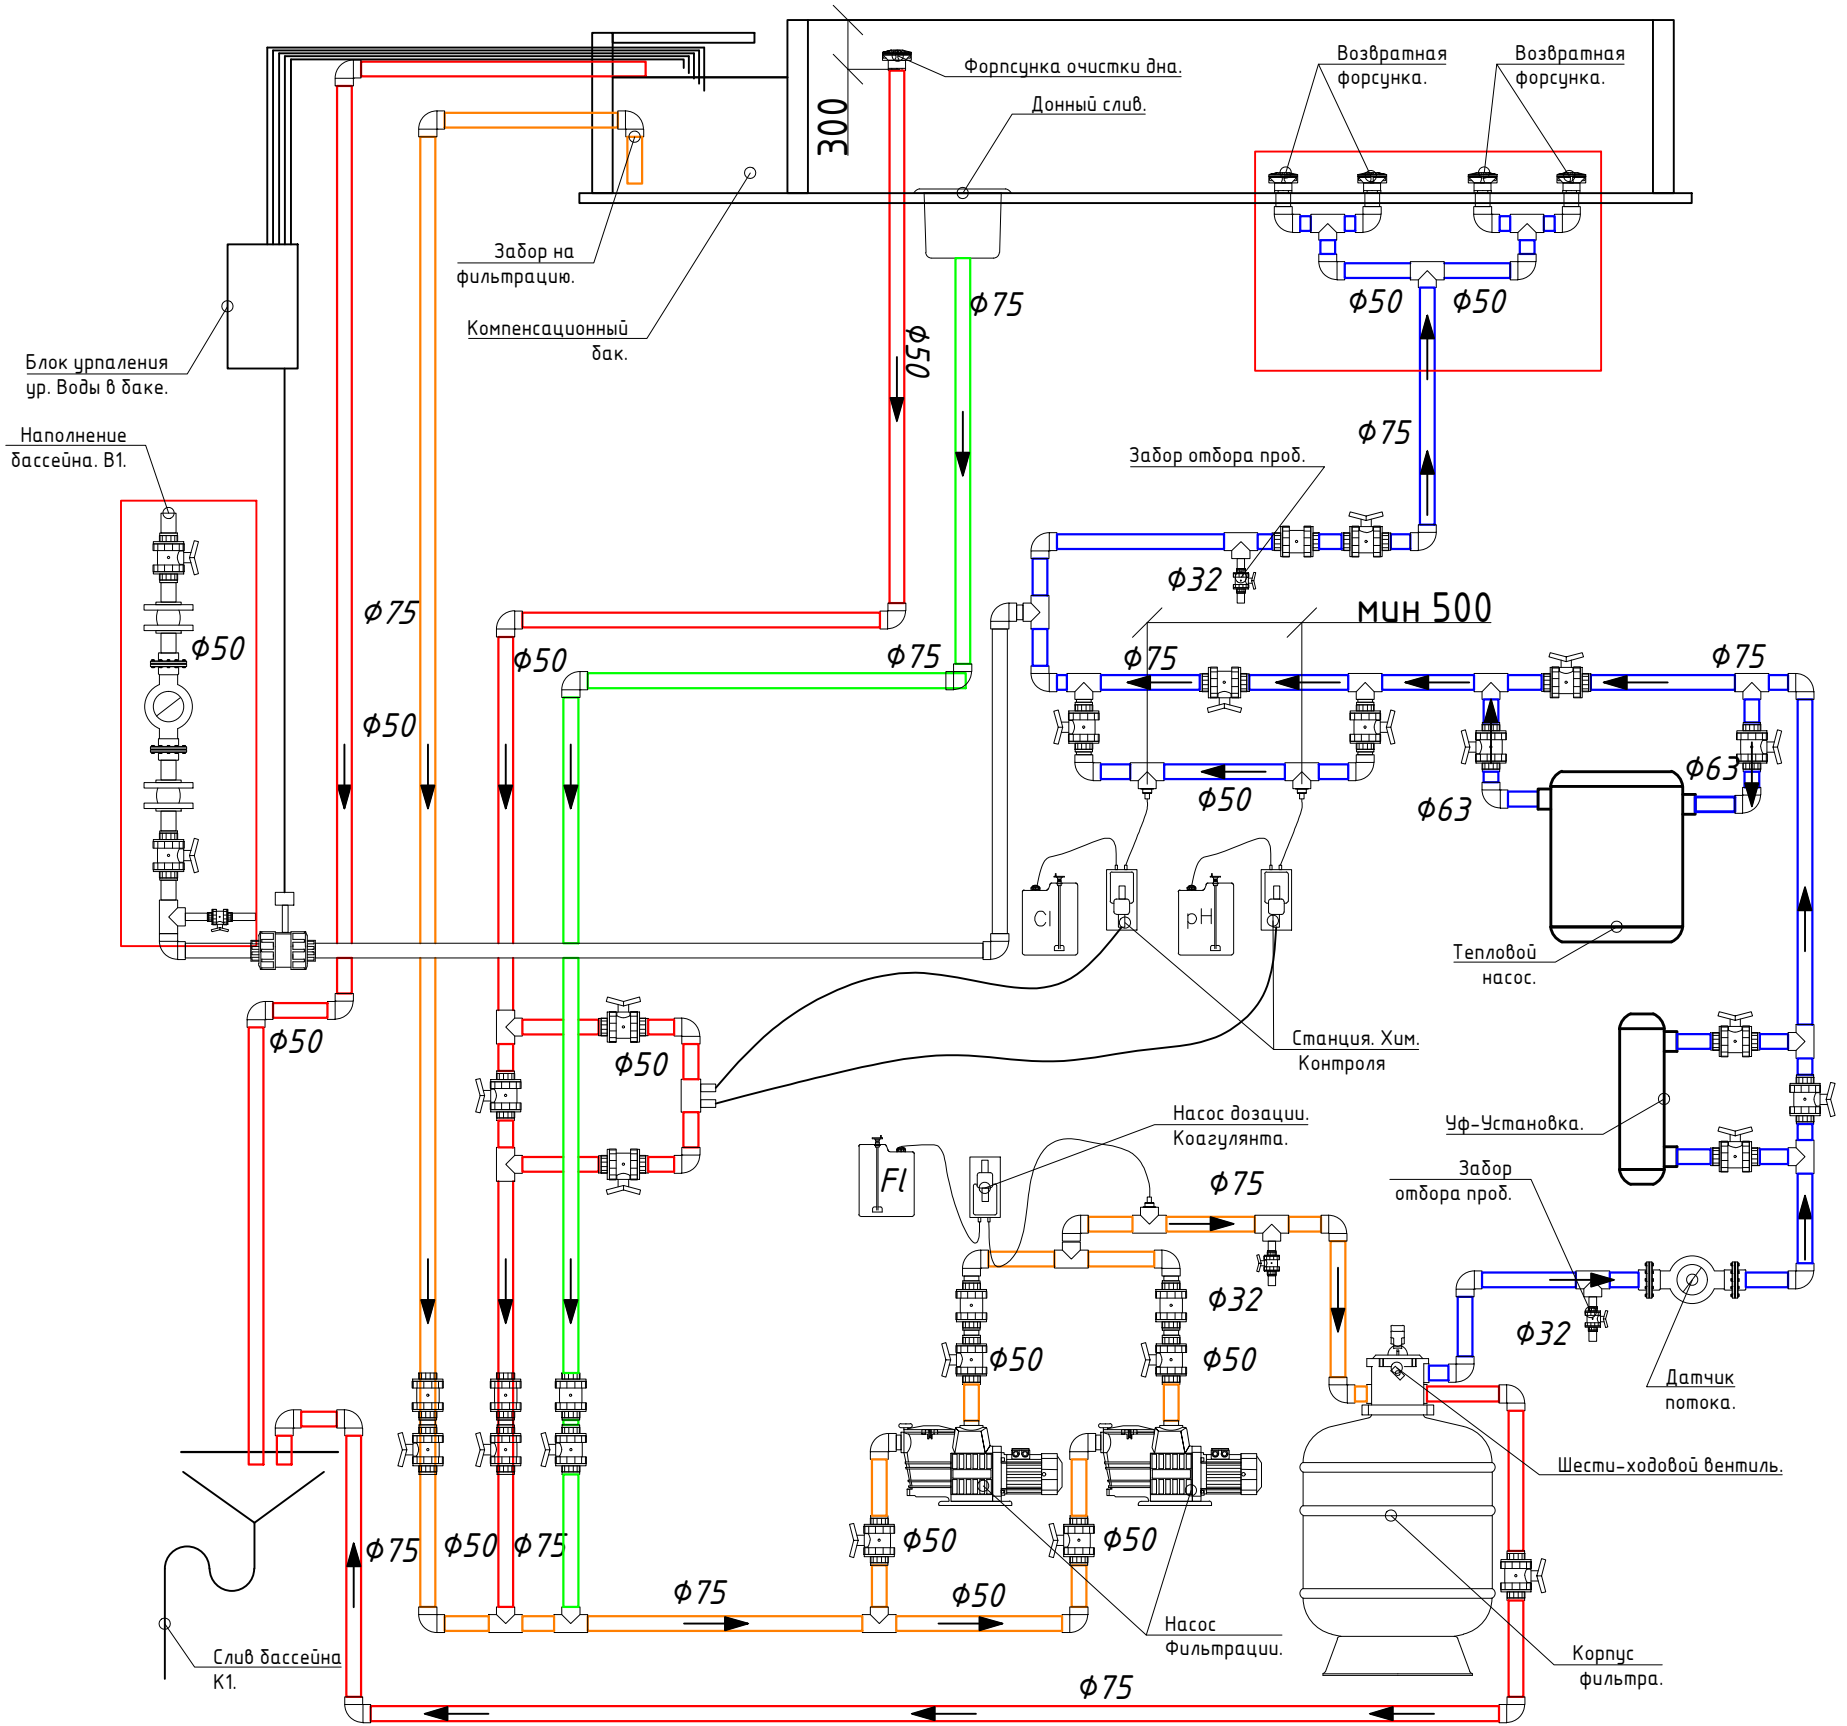 Форпсунка очистки дна.
Возвратная
форсунка.
Возвратная
форсунка.
Донный слив.
300
Забор на
фильтрацию.
Ф75
Ф50
Ф50
Компенсационный
бак.
Ф50
Блок урпаления
ур. Воды в баке.
Наполнение
бассейна. В1.
Ф75
Забор отбора проб.
Ф32
мин 500
Ф75
Ф50
Ф50
Ф75
Ф75
Ф75
Ф50
Ф63
Ф63
Ф50
Cl
pH
Тепловой
насос.
Ф50
Ф50
Станция. Хим.
Контроля
Насос дозации.
Коагулянта.
Уф-Установка.
Fl
Ф75
Забор
отбора проб.
Ф32
Ф32
Ф50
Ф50
Датчик
потока.
Шести-ходовой вентиль.
Ф75
Ф50
Ф75
Ф50
Ф50
Ф75
Ф50
Насос
Фильтрации.
Слив бассейна
К1.
Корпус
фильтра.
Ф75